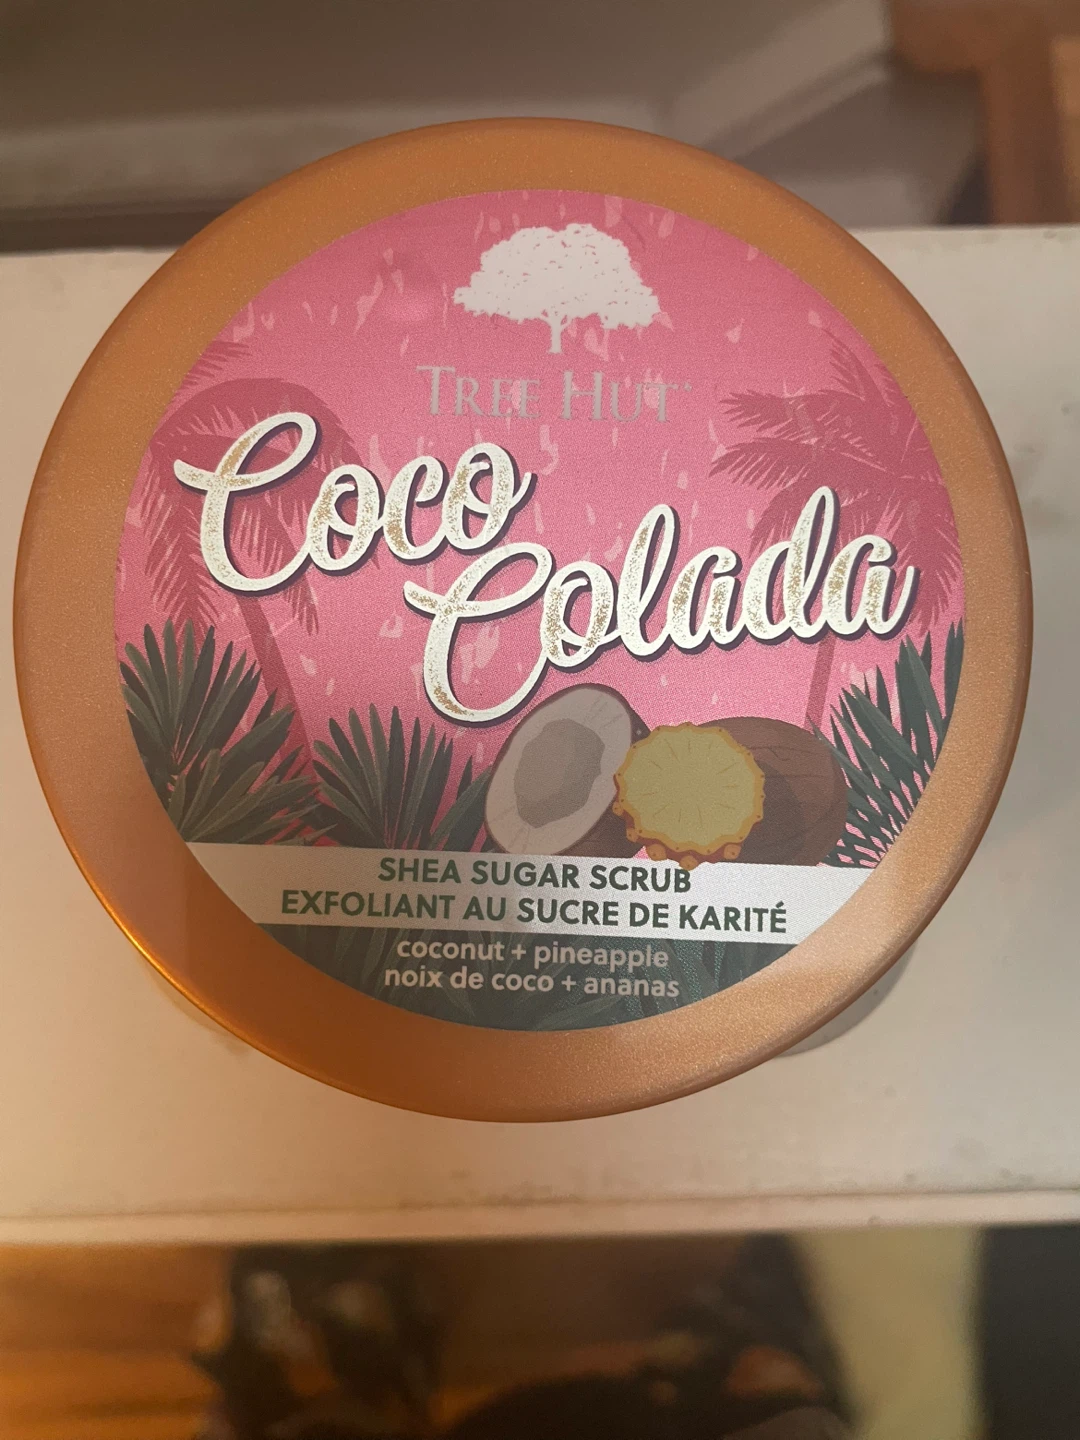 TREE HUT
Coco
Colada
SHEA SUGAR SCRUB
EXFOLIANT AU SUCRE DE KARITÉ
coconut + pineapple
noix de coco + ananas